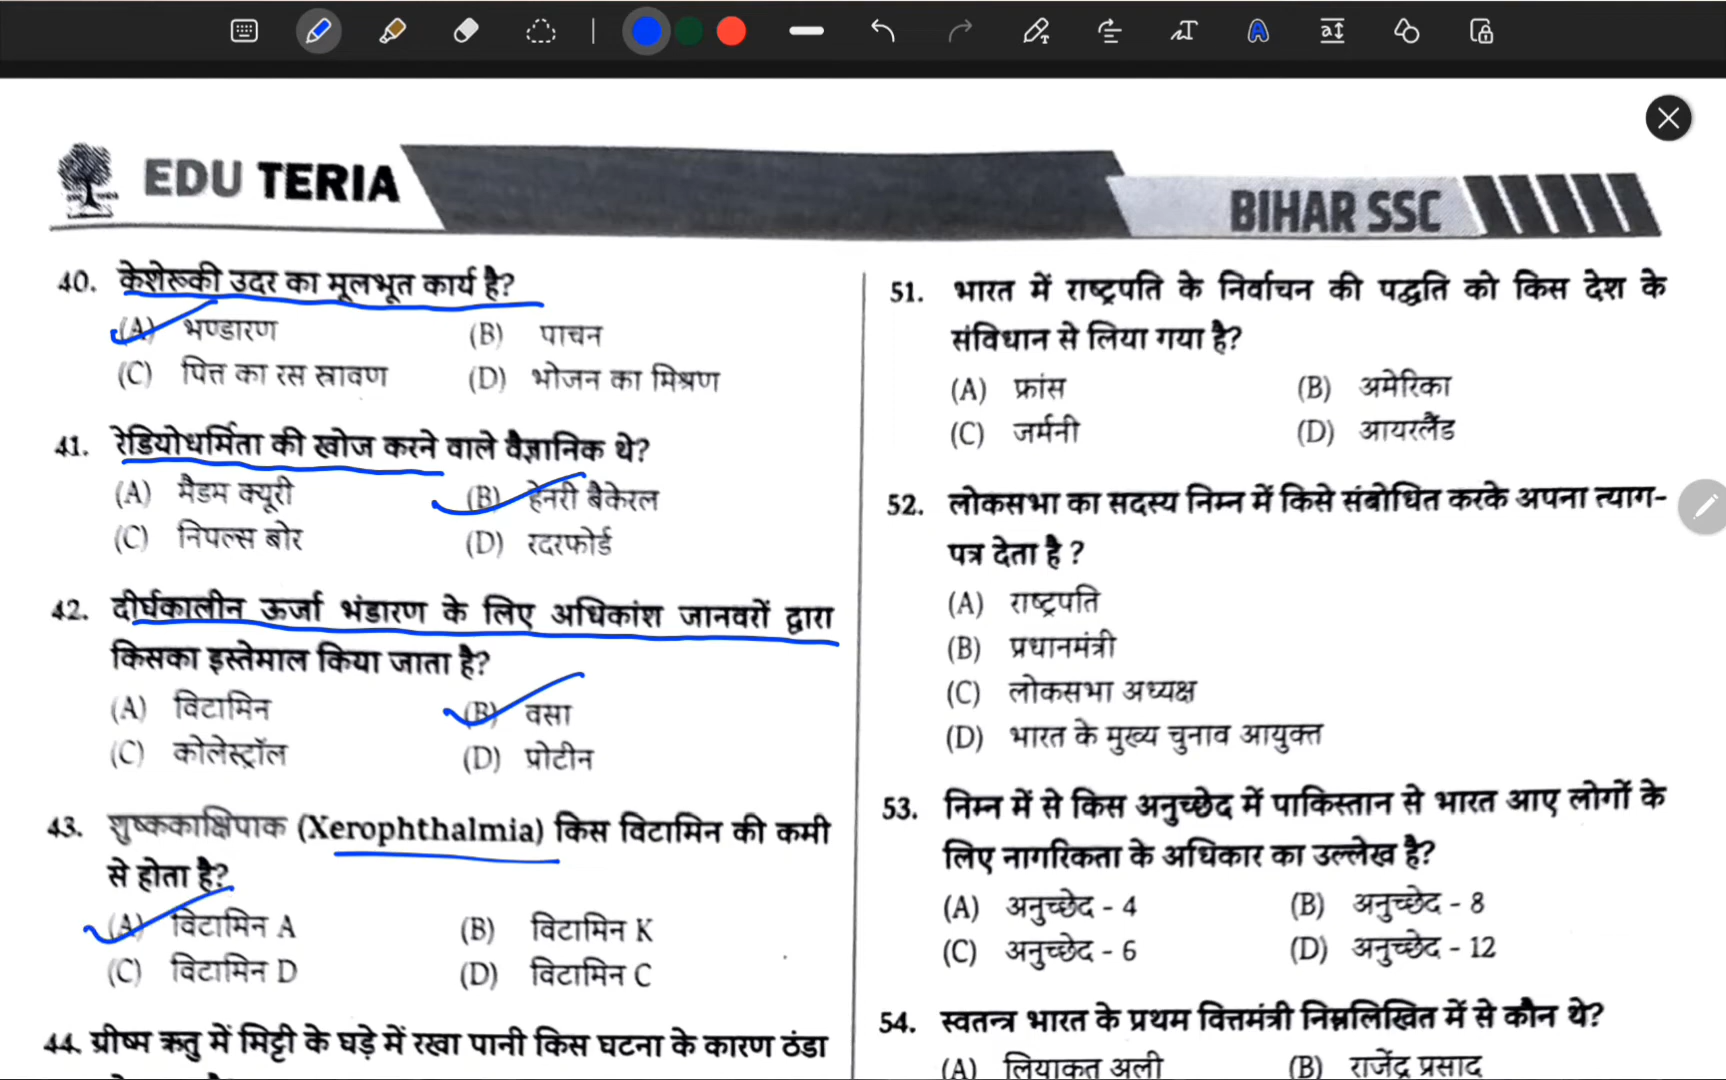 EDU TERIA
BIHAR SSC
40. केशेरूकी उदर का मूलभूत कार्य है?
(A) भण्डारण (B) पाचन
(C) पित्त का रस स्रावण (D) भोजन का मिश्रण
41. रेडियोधर्मिता की खोज करने वाले वैज्ञानिक थे?
(A) मैडम क्यूरी (B) हेनरी बैकेरल
(C) निपल्स बोर (D) रदरफोर्ड
42. दीर्घकालीन ऊर्जा भंडारण के लिए अधिकांश जानवरों द्वारा
किसका इस्तेमाल किया जाता है?
(A) विटामिन (B) वसा
(C) कोलेस्ट्रॉल (D) प्रोटीन
43. शुष्ककाक्षिपाक (Xerophthalmia) किस विटामिन की कमी
से होता है?
(A) विटामिन A (B) विटामिन K
(C) विटामिन D (D) विटामिन C
44. ग्रीष्म ऋतु में मिट्टी के घड़े में रखा पानी किस घटना के कारण ठंडा
51. भारत में राष्ट्रपति के निर्वाचन की पद्धति को किस देश के
संविधान से लिया गया है?
(A) फ्रांस (B) अमेरिका
(C) जर्मनी (D) आयरलैंड
52. लोकसभा का सदस्य निम्न में किसे संबोधित करके अपना त्याग-
पत्र देता है ?
(A) राष्ट्रपति
(B) प्रधानमंत्री
(C) लोकसभा अध्यक्ष
(D) भारत के मुख्य चुनाव आयुक्त
53. निम्न में से किस अनुच्छेद में पाकिस्तान से भारत आए लोगों के
लिए नागरिकता के अधिकार का उल्लेख है?
(A) अनुच्छेद - 4 (B) अनुच्छेद - 8
(C) अनुच्छेद - 6 (D) अनुच्छेद - 12
54. स्वतन्त्र भारत के प्रथम वित्तमंत्री निम्नलिखित में से कौन थे?
(A) लियाकत अली (B) राजेंद्र प्रसाद